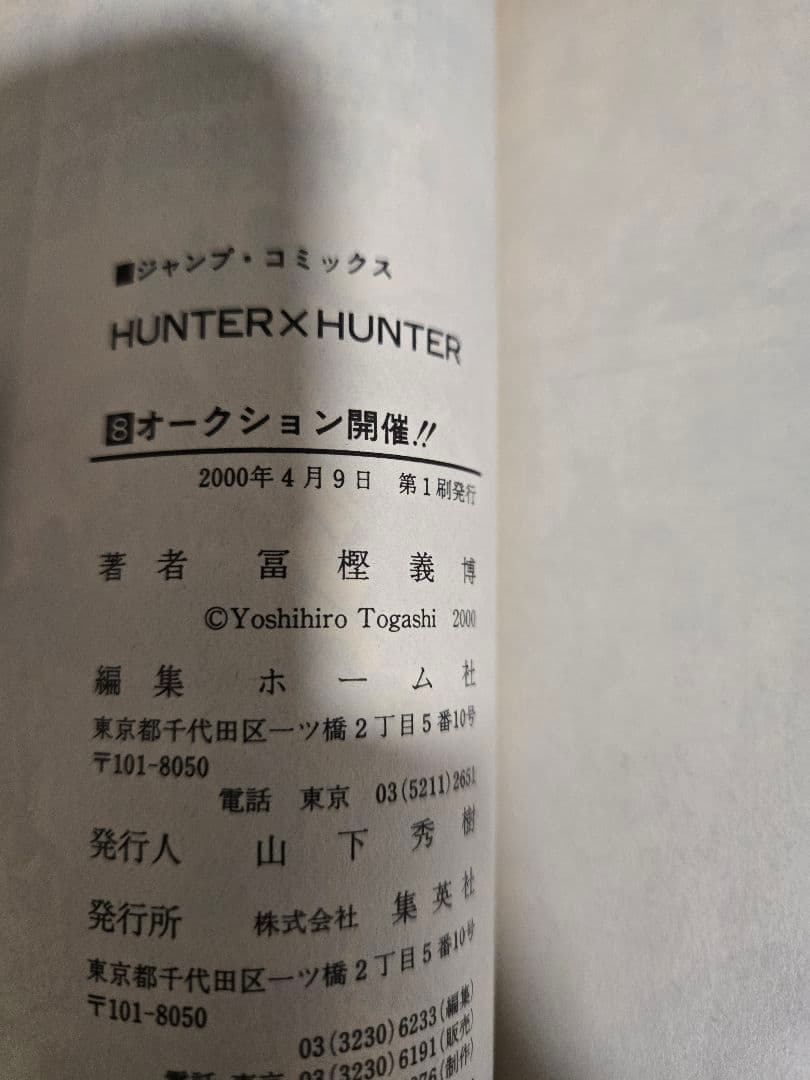 ■ジャンプ・コミックス
HUNTER×HUNTER
8オークション開催!!
2000年4月9日 第1刷発行
著者 冨樫義博
©Yoshihiro Togashi 2000
編集 ホーム社
東京都千代田区一ツ橋2丁目5番10号
〒101-8050
電話 東京 03(5211)2651
発行人 山下秀樹
発行所 株式会社 集英社
東京都千代田区一ツ橋2丁目5番10号
〒101-8050
03(3230)6233(編集)
電話 東京 03(3230)6191(販売)
(制作)